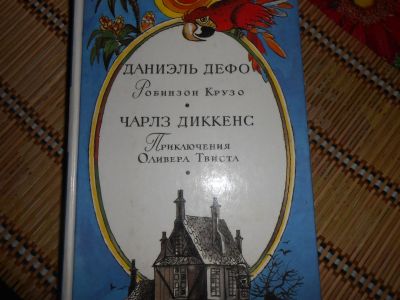 ДАНИЭЛЬ ДЕФО
РОБИНЗОН КРУЗО
ЧАРЛЗ ДИККЕНС
ПРИКЛЮЧЕНИЯ
ОЛИВЕРА ТВИСТА